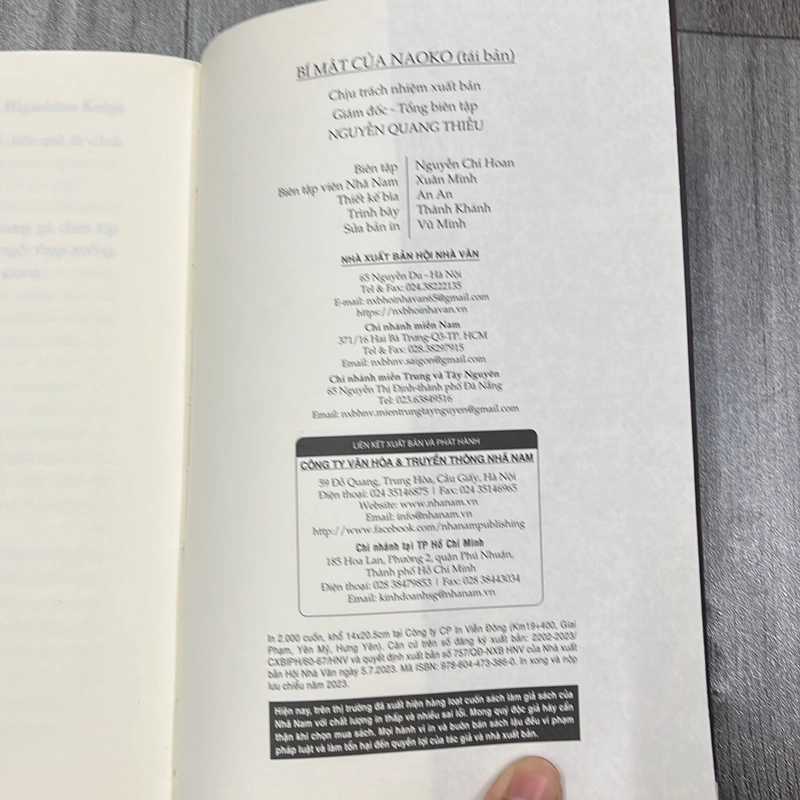 Higashino Keigo
BÍ MẬT CỦA NAOKO (tái bản)
Chịu trách nhiệm xuất bản
Giám đốc - Tổng biên tập
NGUYỄN QUANG THIỀU
Biên tập Nguyễn Chí Hoan
Biên tập viên Nhã Nam Xuân Minh
Thiết kế bìa An An
Trình bày Thành Khánh
Sửa bản in Vũ Minh
NHÀ XUẤT BẢN HỘI NHÀ VĂN
65 Nguyễn Du - Hà Nội
Tel & Fax: 024.38222135
E-mail: nxbhoinhavan65@gmail.com
https://nxbhoinhavan.vn
Chi nhánh miền Nam
371/16 Hai Bà Trưng-Q3-TP. HCM
Tel & Fax: 028.38297915
Email: nxbhnv.saigon@gmail.com
Chi nhánh miền Trung và Tây Nguyên
65 Nguyễn Thị Định-thành phố Đà Nẵng
Tel: 023.63849516
Email: nxbhnv.mientrungtaynguyen@gmail.com
LIÊN KẾT XUẤT BẢN VÀ PHÁT HÀNH
CÔNG TY VĂN HÓA & TRUYỀN THÔNG NHÃ NAM
59 Đỗ Quang, Trung Hòa, Cầu Giấy, Hà Nội
Điện thoại: 024 35146875 | Fax: 024 35146965
Website: www.nhanam.vn
Email: info@nhanam.vn
http://www.facebook.com/nhanampublishing
Chi nhánh tại TP Hồ Chí Minh
185 Hoa Lan, Phường 2, quận Phú Nhuận,
Thành phố Hồ Chí Minh
Điện thoại: 028 38479853 | Fax: 028 38443034
Email: kinhdoanhsg@nhanam.vn
In 2.000 cuốn, khổ 14x20.5cm tại Công ty CP In Viễn Đông (Km19+400, Giai
Phạm, Yên Mỹ, Hưng Yên). Căn cứ trên số đăng ký xuất bản: 2202-2023/
CXBIPH/60-67/HNV và quyết định xuất bản số 757/QĐ-NXB HNV của Nhà xuất
bản Hội Nhà Văn ngày 5.7.2023. Mã ISBN: 978-604-473-386-0. In xong và nộp
lưu chiểu năm 2023.
Hiện nay, trên thị trường đã xuất hiện hàng loạt cuốn sách làm giả sách của
Nhã Nam với chất lượng in thấp và nhiều sai lỗi. Mong quý độc giả hãy cẩn
thận khi chọn mua sách. Mọi hành vi in và buôn bán sách lậu đều vi phạm
pháp luật và làm tổn hại đến quyền lợi của tác giả và nhà xuất bản.